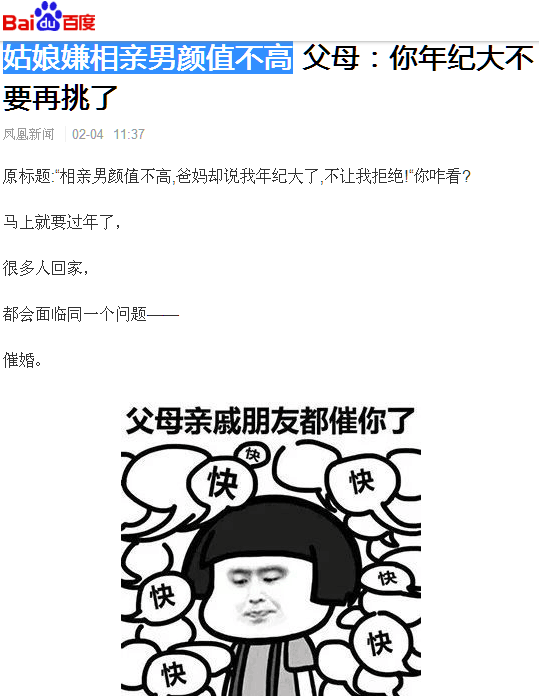 Bai du 百度
姑娘嫌相亲男颜值不高 父母：你年纪大不
要再挑了
凤凰新闻 02-04 11:37
原标题:“相亲男颜值不高,爸妈却说我年纪大了,不让我拒绝!“你咋看?
马上就要过年了，
很多人回家，
都会面临同一个问题——
催婚。
父母亲戚朋友都催你了
快
快
快
快
快
快
快